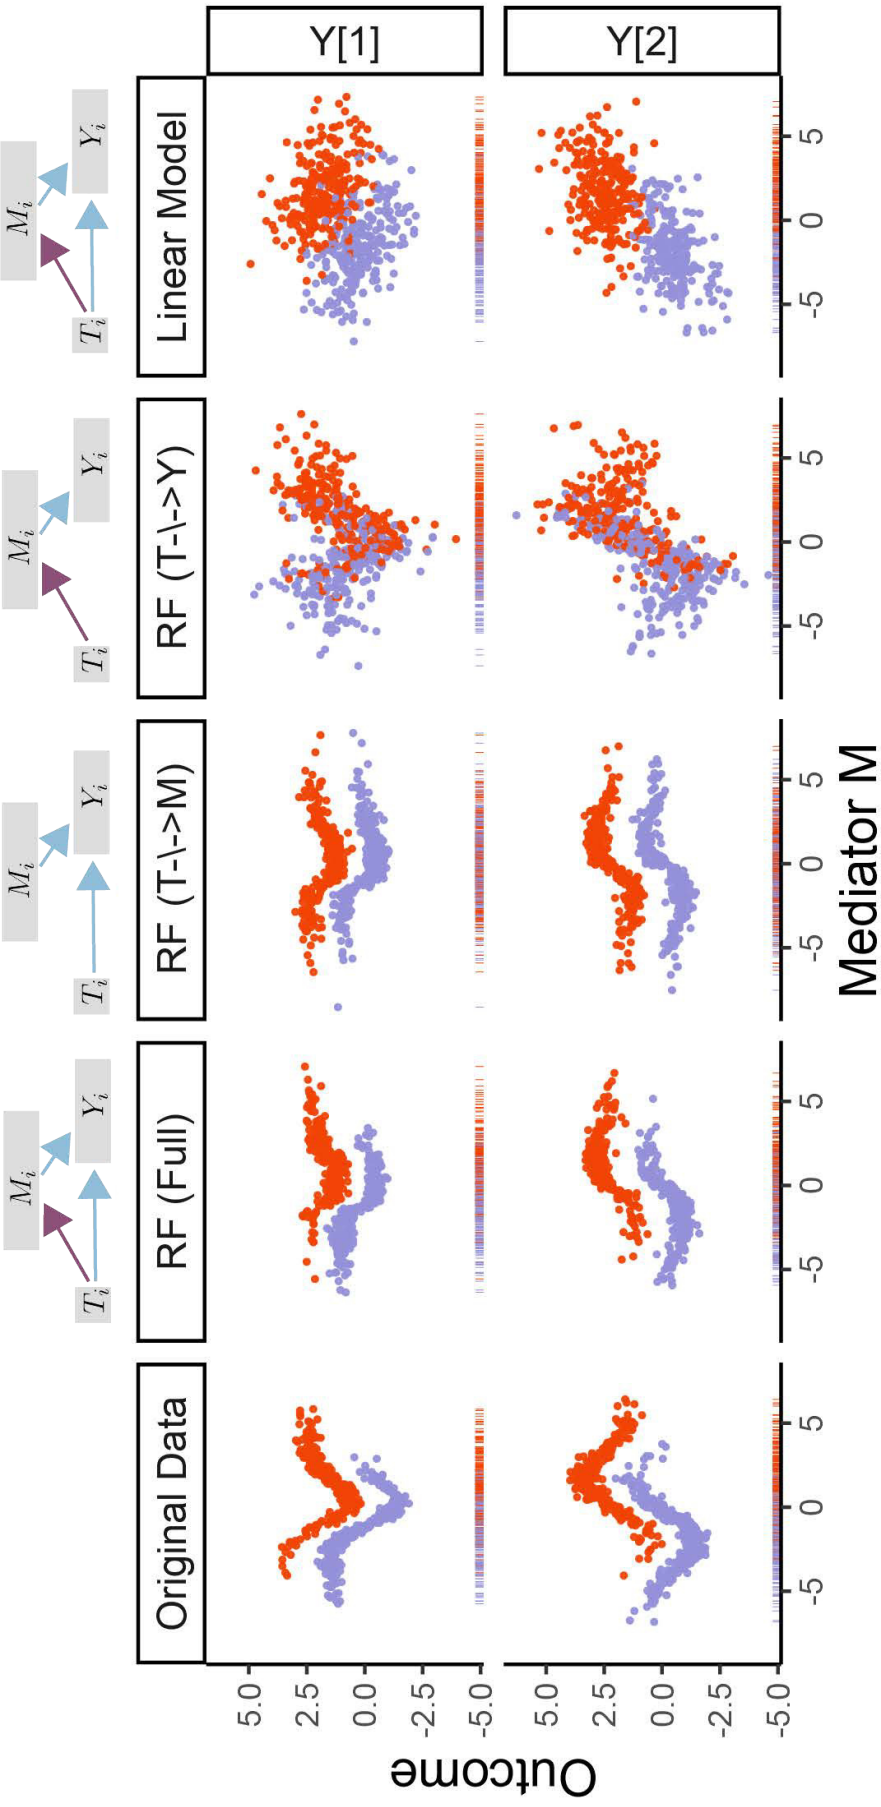 M_i
T_i
Y_i
M_i
T_i
Y_i
M_i
T_i
Y_i
M_i
T_i
Y_i
Original Data
RF (Full)
RF (T-\->M)
RF (T-\->Y)
Linear Model
Y[1]
Y[2]
Outcome
5.0
2.5
0.0
-2.5
-5.0
5.0
2.5
0.0
-2.5
-5.0
-5
0
5
-5
0
5
-5
0
5
-5
0
5
-5
0
5
Mediator M